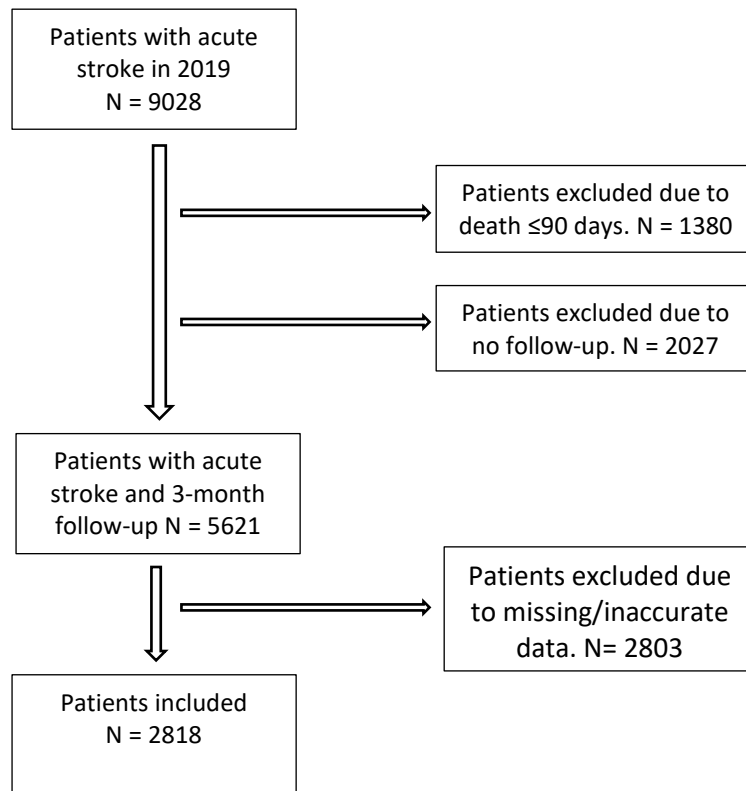 Patients with acute
stroke in 2019
N = 9028
Patients excluded due to
death ≤90 days. N = 1380
Patients excluded due to
no follow-up. N = 2027
Patients with acute
stroke and 3-month
follow-up N = 5621
Patients excluded due
to missing/inaccurate
data. N= 2803
Patients included
N = 2818